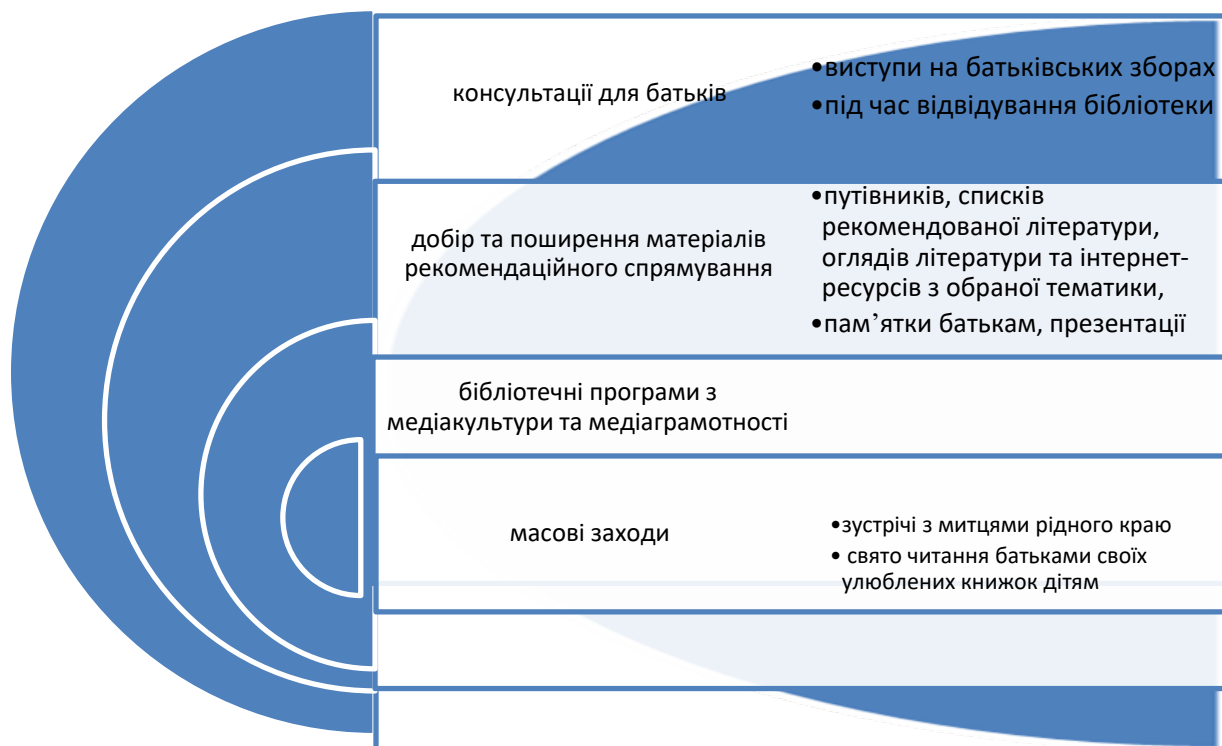 консультації для батьків
•виступи на батьківських зборах
•під час відвідування бібліотеки
добір та поширення матеріалів
рекомендаційного спрямування
•путівників, списків
рекомендованої літератури,
оглядів літератури та інтернет-
ресурсів з обраної тематики,
•пам’ятки батькам, презентації
бібліотечні програми з
медіакультури та медіаграмотності
масові заходи
•зустрічі з митцями рідного краю
• свято читання батьками своїх
улюблених книжок дітям